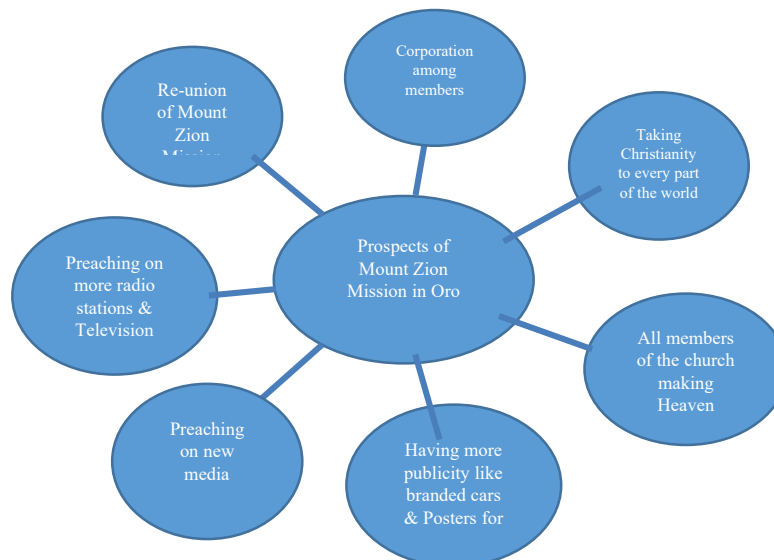 Corporation
among
members
Re-union
of Mount
Zion
Mission
Taking
Christianity
to every part
of the world
Prospects of
Mount Zion
Mission in Oro
Preaching on
more radio
stations &
Television
All members
of the church
making
Heaven
Preaching
on new
media
Having more
publicity like
branded cars
& Posters for